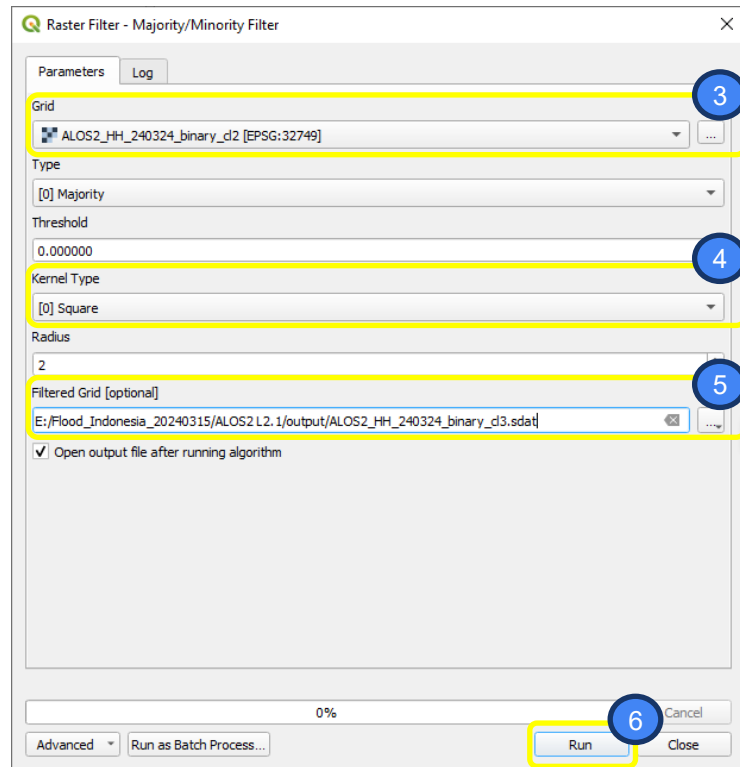 Raster Filter - Majority/Minority Filter
Parameters Log
3
Grid
ALOS2_HH_240324_binary_cl2 [EPSG:32749] ...
Type
[0] Majority
Threshold
0.000000
4
Kernel Type
[0] Square
Radius
2
5
Filtered Grid [optional]
E:/Flood_Indonesia_20240315/ALOS2 L2.1/output/ALOS2_HH_240324_binary_cl3.sdat ...
Open output file after running algorithm
0% 6 Cancel
Advanced Run as Batch Process... Run Close